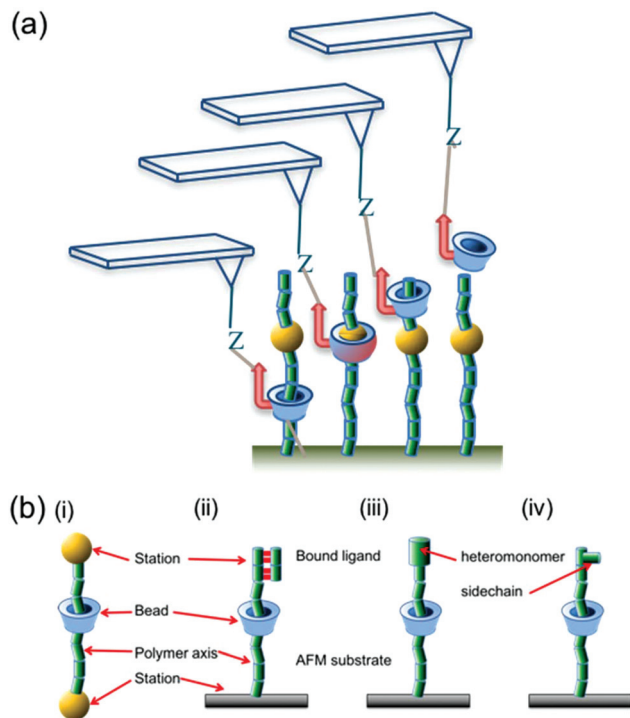 (a)
Z
Z
Z
Z
(b)
(i)
(ii)
(iii)
(iv)
Station
Bound ligand
heteromonomer
sidechain
Bead
Polymer axis
AFM substrate
Station